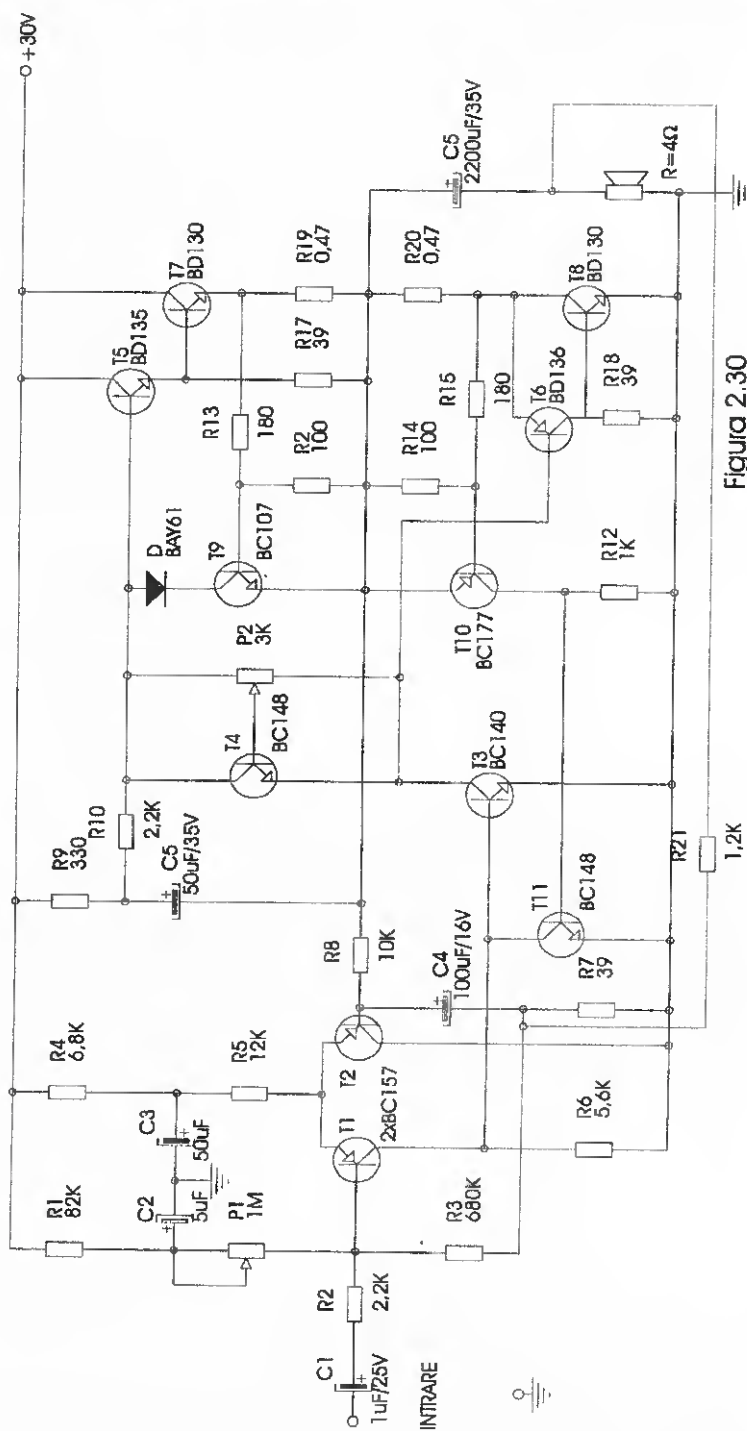 +30V
R1
82K
R4
6,8K
R9
330
R10
2,2K
C2
5uF
C3
50uF
P1
1M
R5
12K
C5
50uF/35V
T4
BC148
P2
3K
D
BAY61
T9
BC107
R13
180
R2
100
T5
BD135
T7
BD130
R17
39
R19
0,47
C1
1uF/25V
INTRARE
R2
2,2K
R3
680K
T1
2xBC157
T2
R8
10K
C4
100uF/16V
R6
5,6K
R7
39
T11
BC148
T3
BC140
T10
BC177
R14
100
R15
180
R12
1K
T6
BD136
R18
39
R20
0,47
T8
BD130
C5
2200uF/35V
R=4Ω
R21
1,2K
Figura 2.30